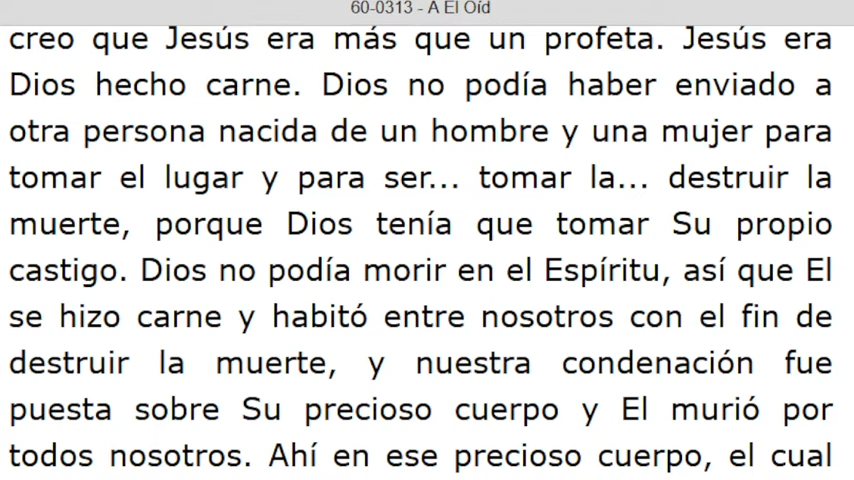 60-0313 - A El Oíd
creo que Jesús era más que un profeta. Jesús era
Dios hecho carne. Dios no podía haber enviado a
otra persona nacida de un hombre y una mujer para
tomar el lugar y para ser... tomar la... destruir la
muerte, porque Dios tenía que tomar Su propio
castigo. Dios no podía morir en el Espíritu, así que El
se hizo carne y habitó entre nosotros con el fin de
destruir la muerte, y nuestra condenación fue
puesta sobre Su precioso cuerpo y El murió por
todos nosotros. Ahí en ese precioso cuerpo, el cual